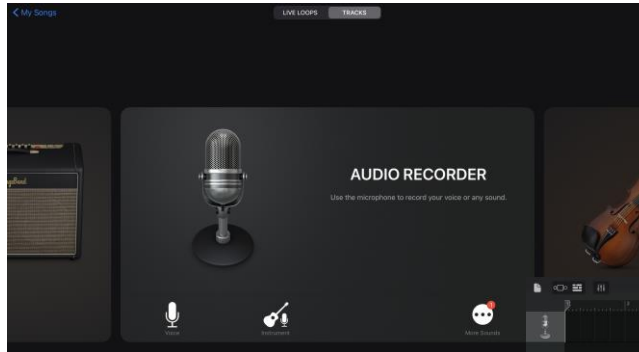 My Songs
LIVE LOOPS TRACKS
AUDIO RECORDER
Use the microphone to record your voice or any sound.
1
Voice
Instrument
More Sounds